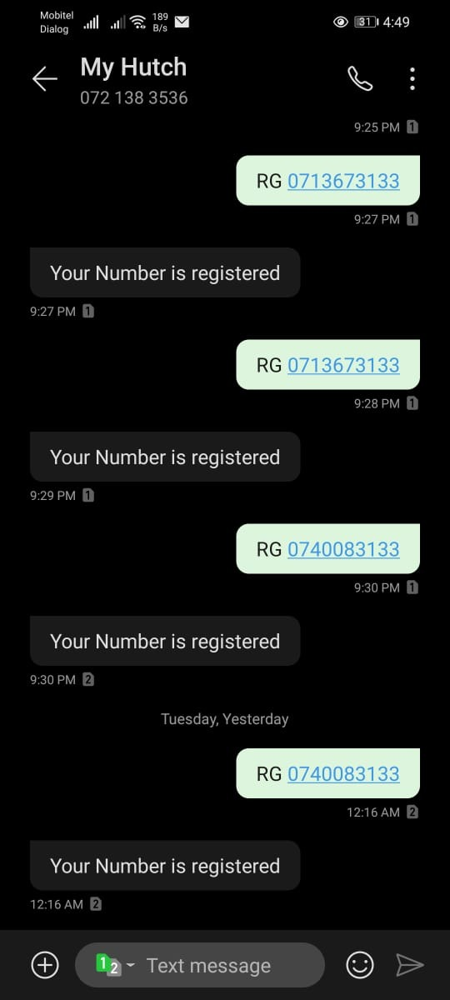 Mobitel
Dialog
189
B/s
31
4:49
My Hutch
072 138 3536
9:25 PM 1
RG 0713673133
9:27 PM 1
Your Number is registered
9:27 PM 1
RG 0713673133
9:28 PM 1
Your Number is registered
9:29 PM 1
RG 0740083133
9:30 PM 1
Your Number is registered
9:30 PM 2
Tuesday, Yesterday
RG 0740083133
12:16 AM 2
Your Number is registered
12:16 AM 2
1 2 Text message